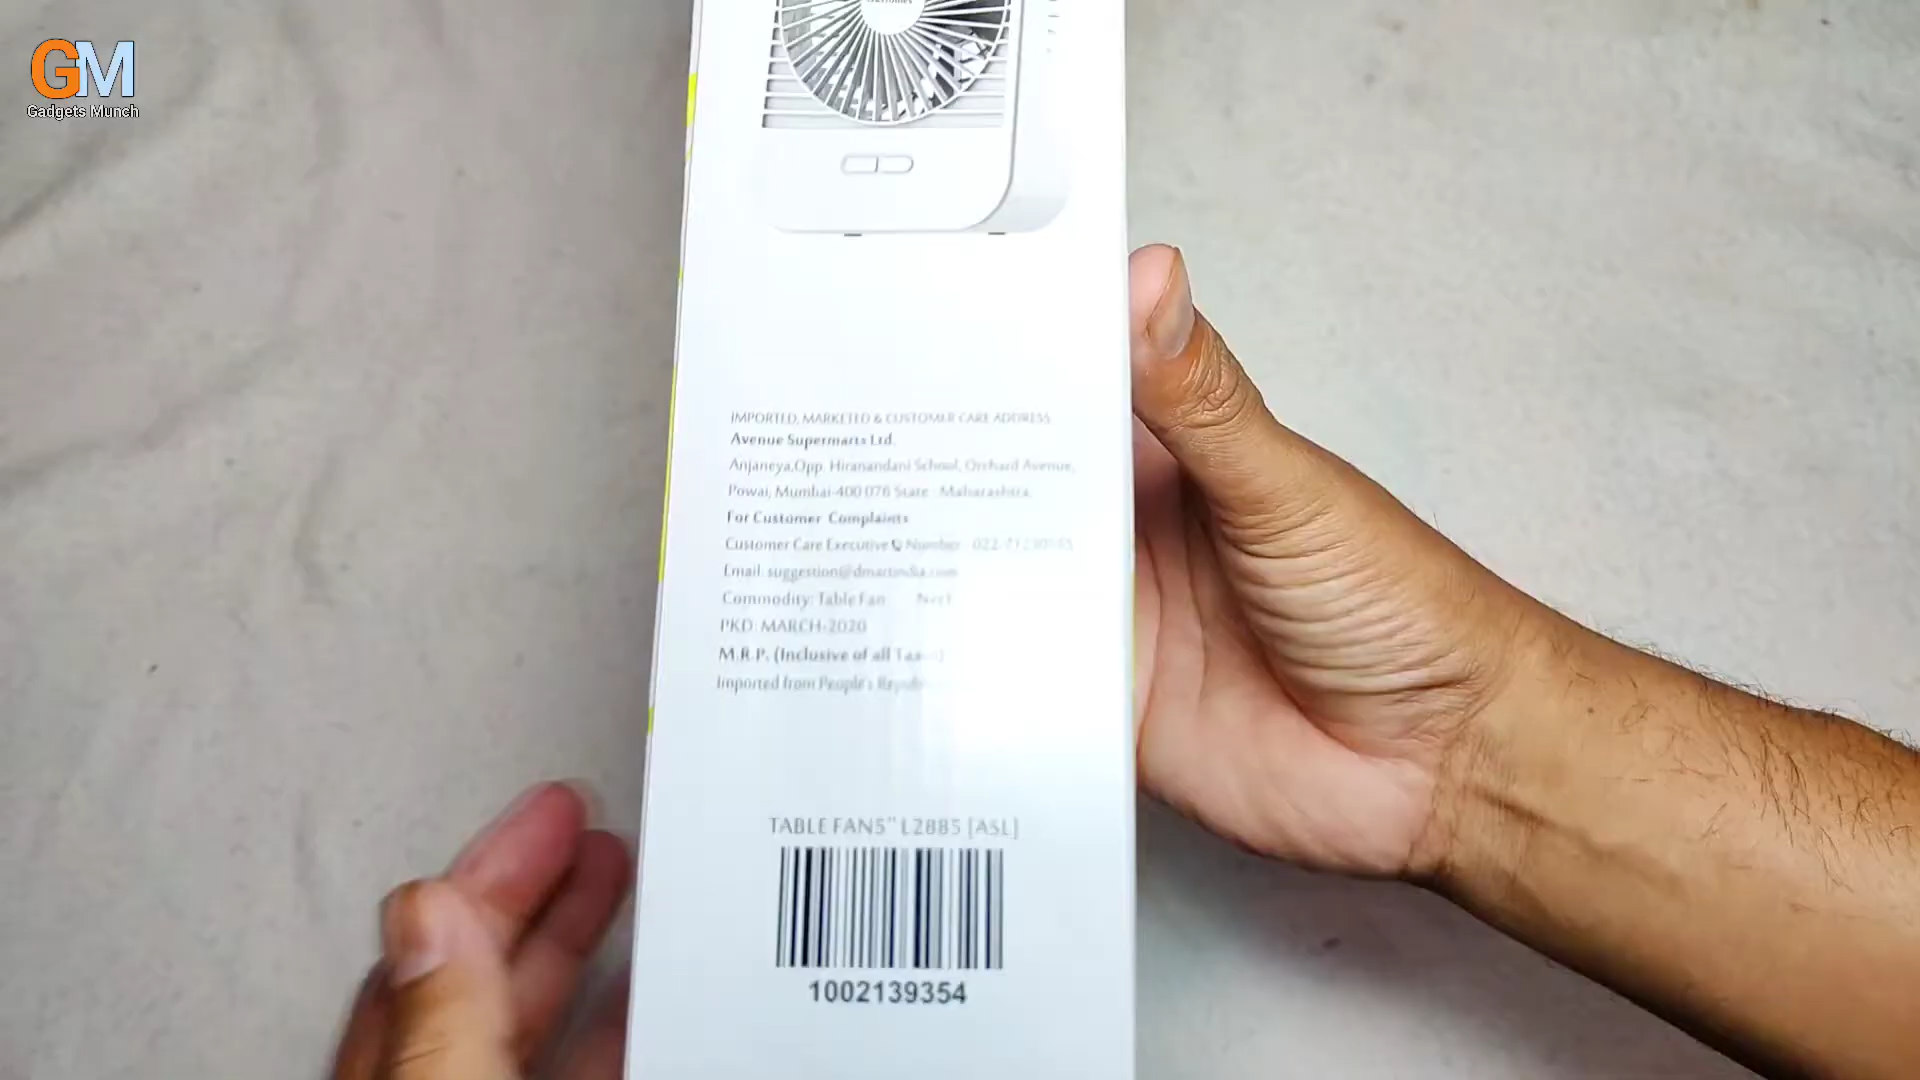 GM
Gadgets Munch
IMPORTED, MARKETED & CUSTOMER CARE ADDRESS
Avenue Supermarts Ltd.
Anjaneya,Opp. Hiranandani School, Orchard Avenue,
Powai, Mumbai-400 076 State : Maharashtra.
For Customer Complaints
Customer Care Executive Number
Email: suggestion@dmartindia.com
Commodity: Table Fan
PKD: MARCH-2020
M.R.P. (Inclusive of all
Imported from People's
TABLE FAN5" L2885 [ASL]
1002139354